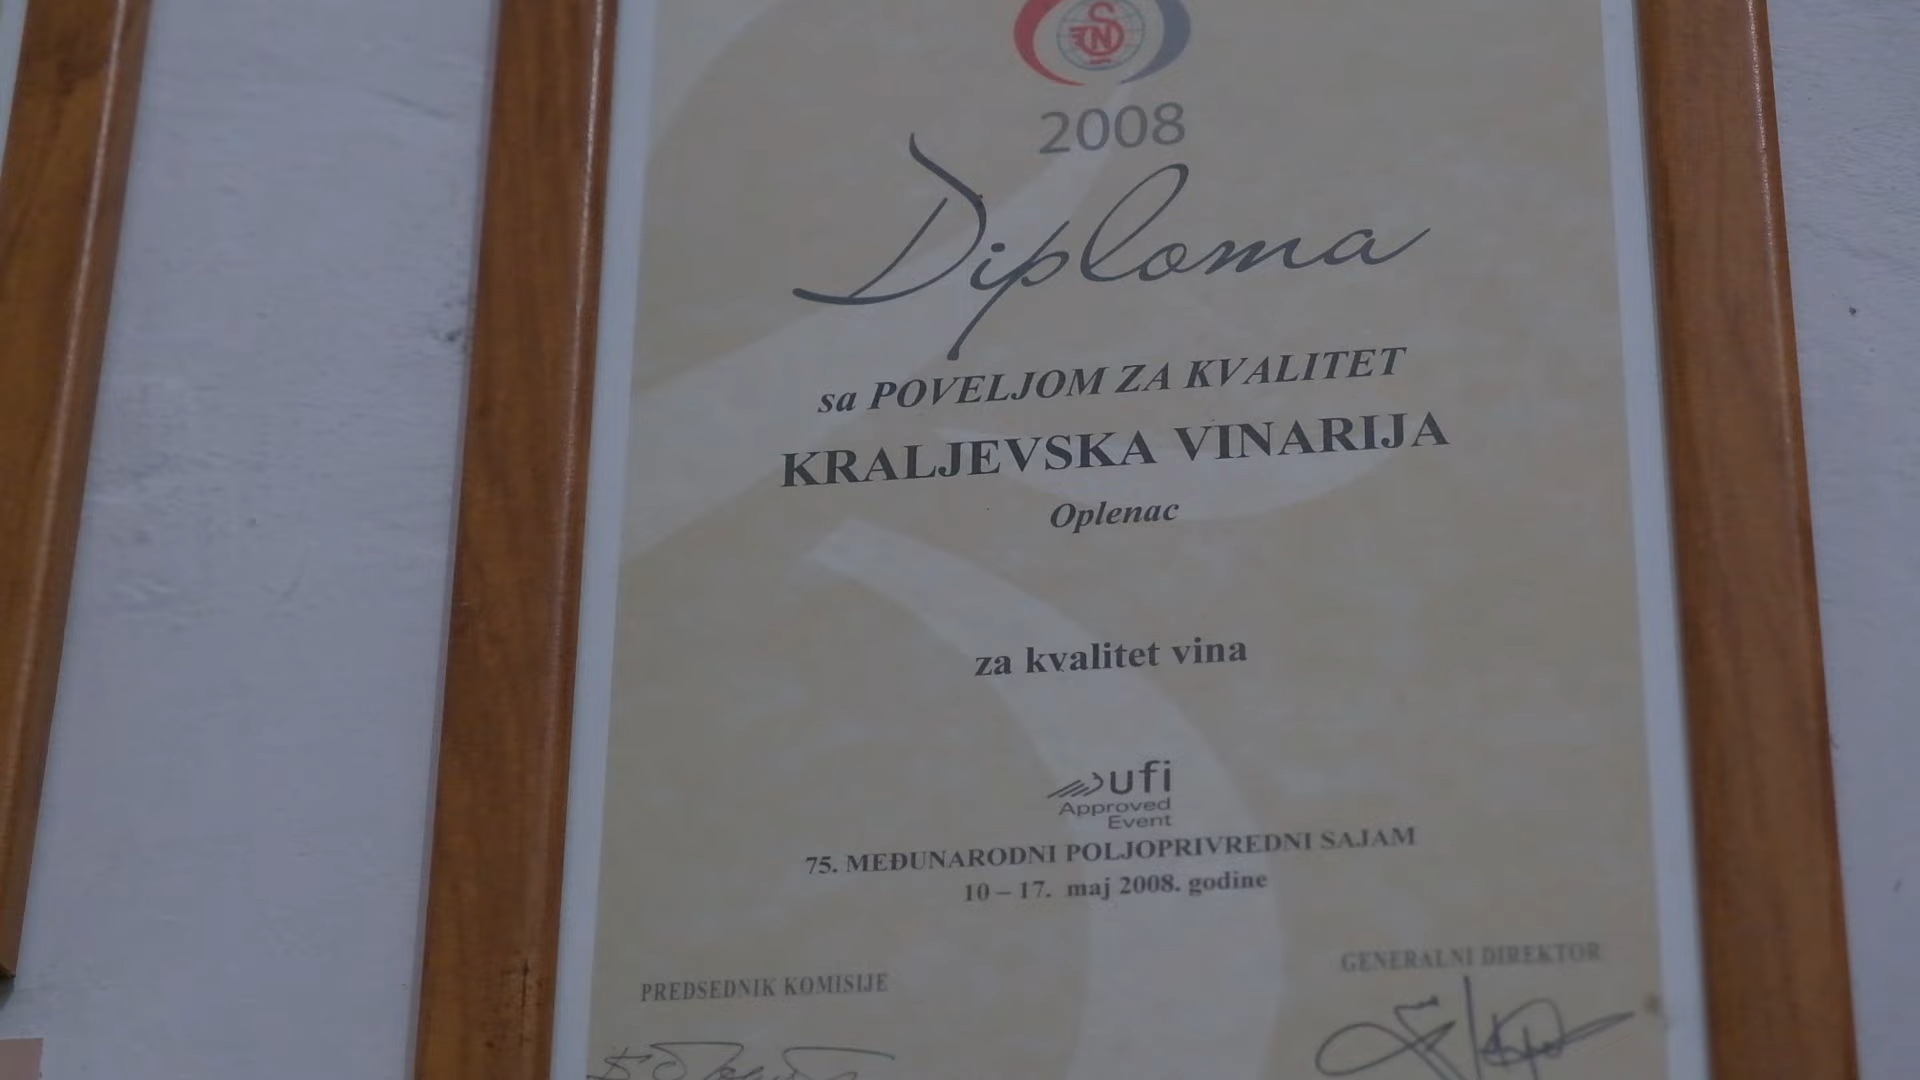 2008
Diploma
sa POVELJOM ZA KVALITET
KRALJEVSKA VINARIJA
Oplenac
za kvalitet vina
ufi
Approved
Event
75. MEĐUNARODNI POLJOPRIVREDNI SAJAM
10 – 17. maj 2008. godine
GENERALNI DIREKTOR
PREDSEDNIK KOMISIJE